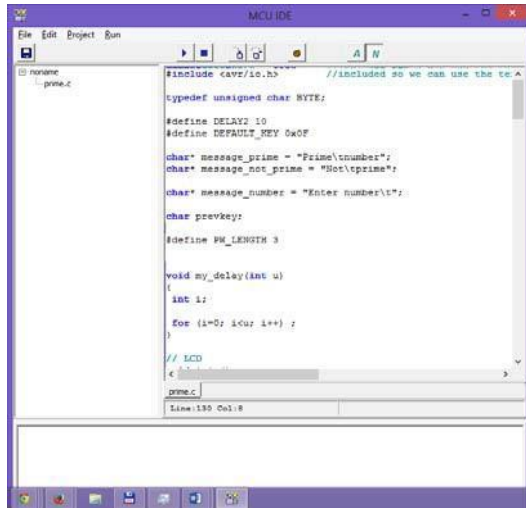 MCU IDE
File Edit Project Run
A N
noname
prime.c
#include <avr/io.h> //included so we can use the te
typedef unsigned char BYTE;
#define DELAY2 10
#define DEFAULT_KEY 0x0F
char* message_prime = "Prime\tnumber";
char* message_not_prime = "Not\tprime";
char* message_number = "Enter number\t";
char prevkey;
#define PW_LENGTH 3
void my_delay(int u)
{
int i;
for (i=0; i<u; i++) ;
}
// LCD
prime.c
Line:130 Col:8